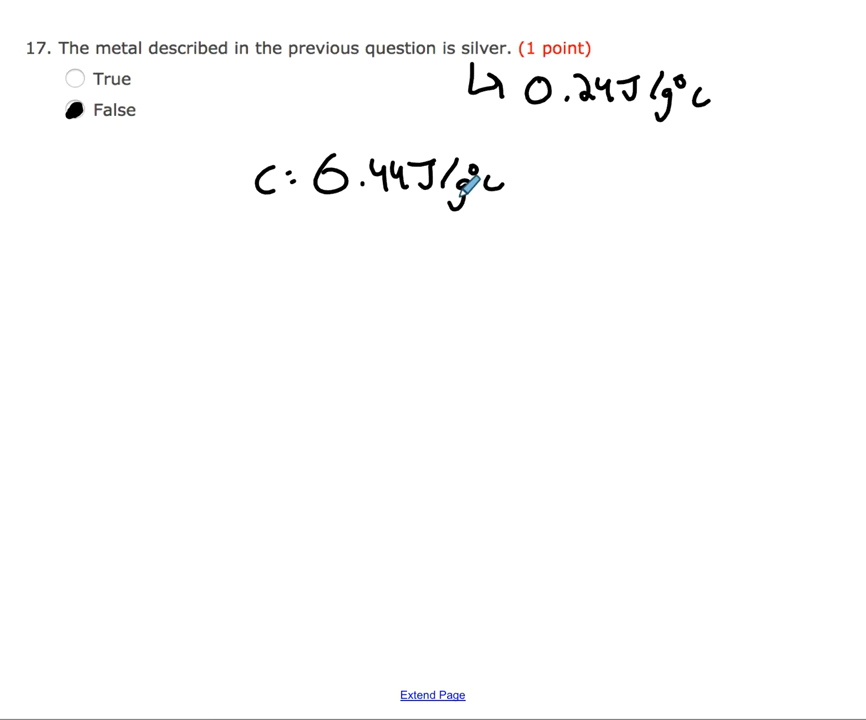 17. The metal described in the previous question is silver. (1 point)
True
↳ 0.24J/g°c
False
c = 6.44J/g°c
Extend Page